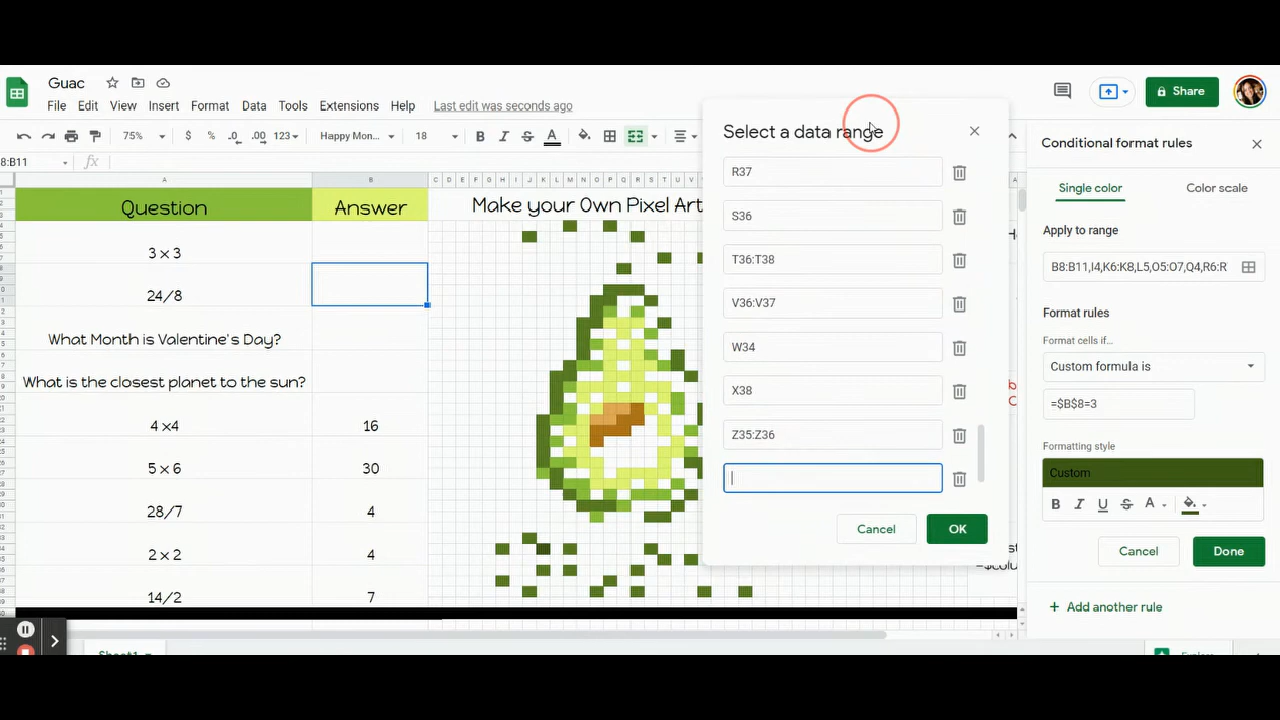 Guac
File Edit View Insert Format Data Tools Extensions Help Last edit was seconds ago
Share
75% $ % .0 .00 123 Happy Mon... 18 B I S A
8:B11 fx
A B C D E F G H I J K L M N O P Q R S T U V
Question Answer Make your Own Pixel Art
3 x 3
24/8
What Month is Valentine's Day?
What is the closest planet to the sun?
4 x4 16
5 x 6 30
28/7 4
2 x 2 4
14/2 7
Select a data range
R37
S36
T36:T38
V36:V37
W34
X38
Z35:Z36
Cancel OK
Conditional format rules
Single color Color scale
Apply to range
B8:B11,I4,K6:K8,L5,O5:O7,Q4,R6:R
Format rules
Format cells if...
Custom formula is
=$B$8=3
Formatting style
Custom
B I U S A
Cancel Done
+ Add another rule
Sheet1